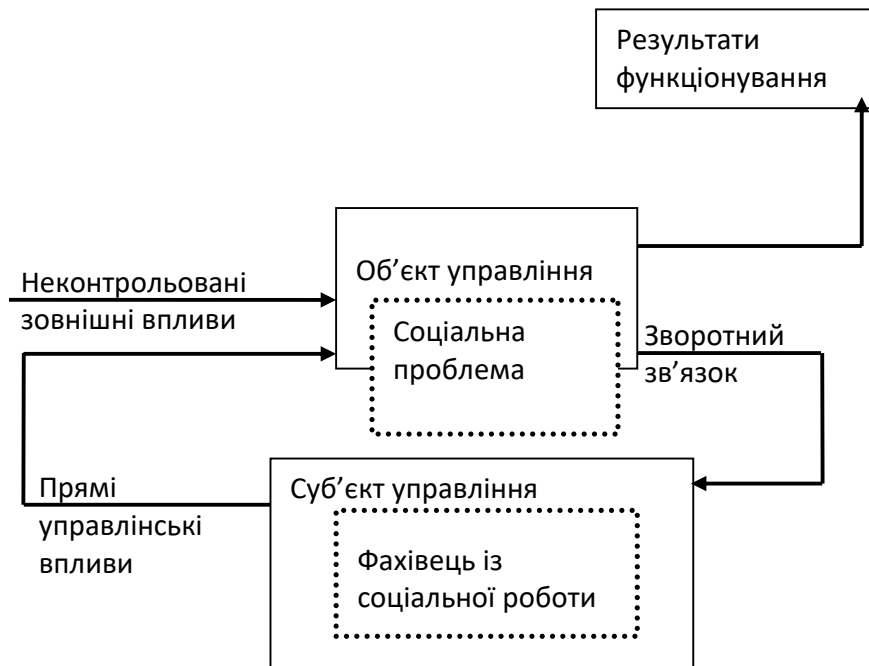 Результати
функціонування
Об’єкт управління
Неконтрольовані
зовнішні впливи
Соціальна
проблема
Зворотний
зв’язок
Суб’єкт управління
Прямі
управлінські
впливи
Фахівець із
соціальної роботи